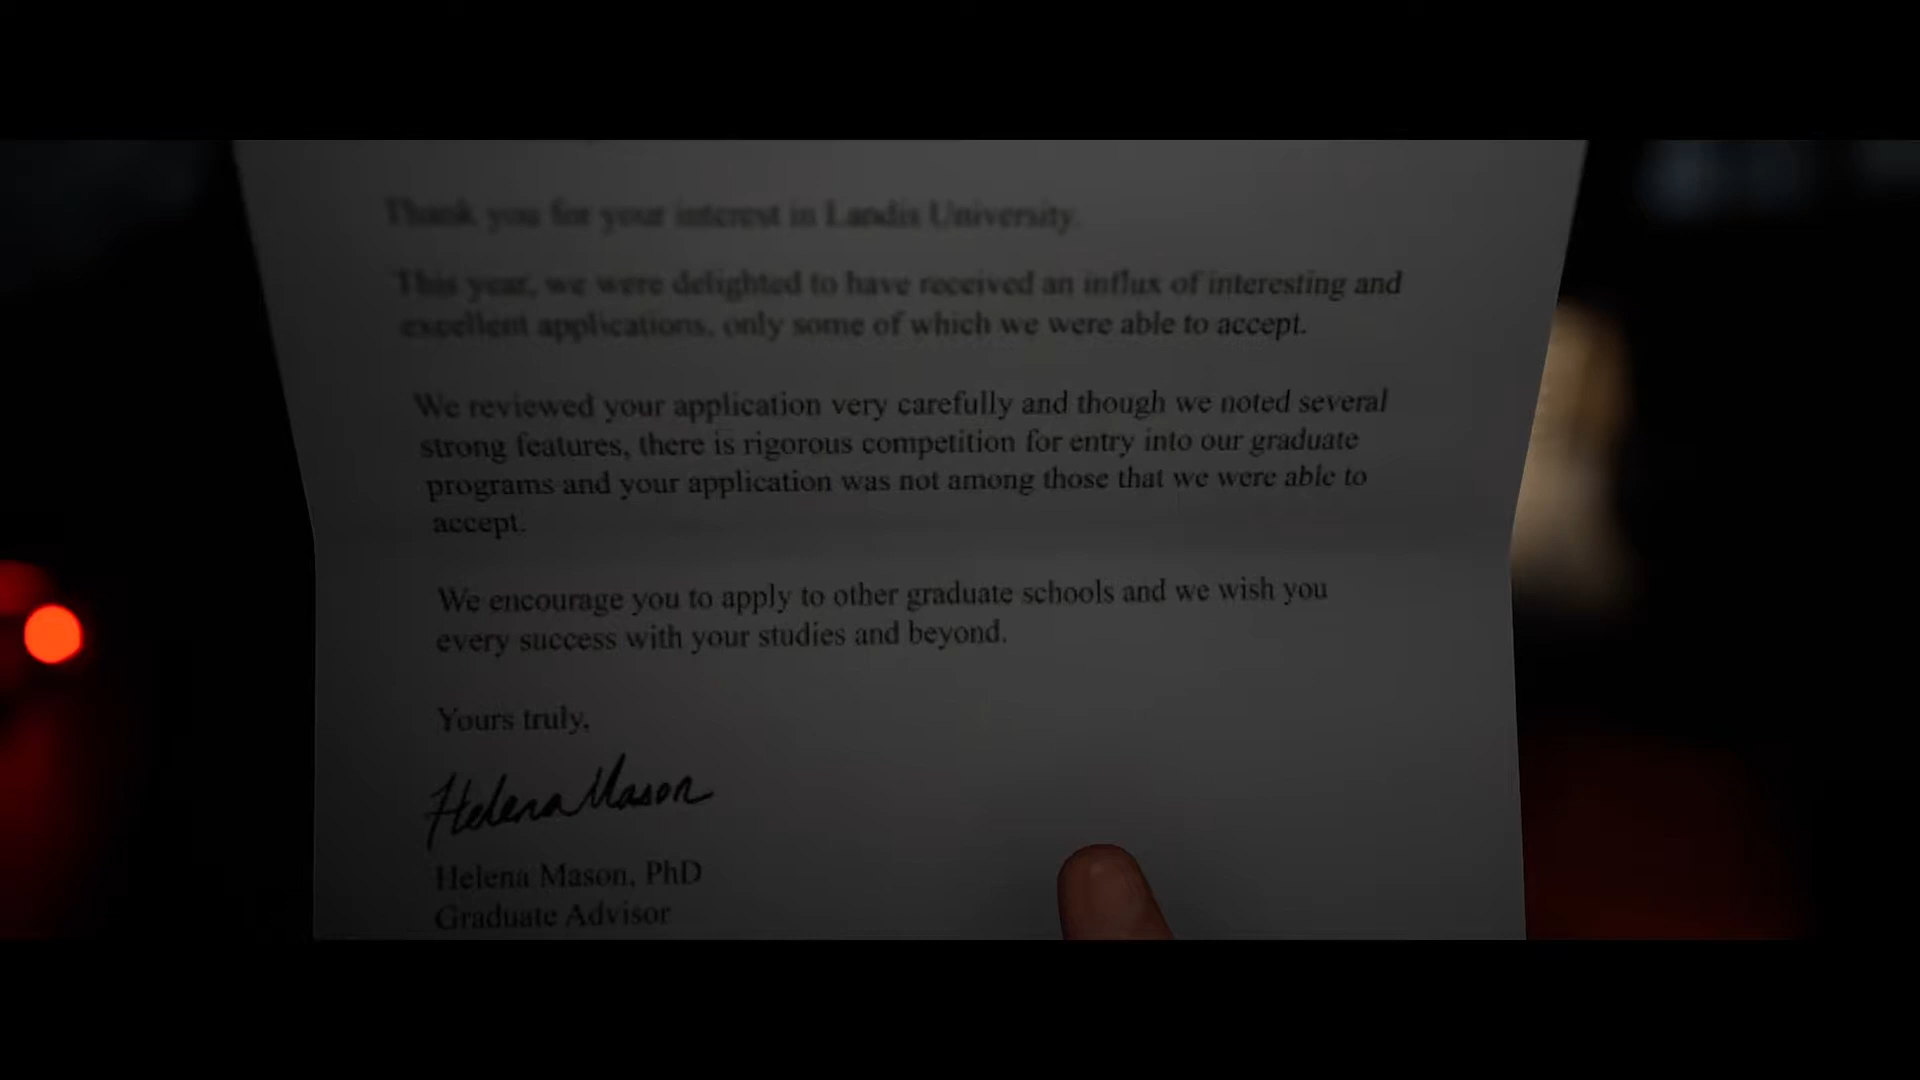 Thank you for your interest in Landis University.
This year, we were delighted to have received an influx of interesting and
excellent applications, only some of which we were able to accept.
We reviewed your application very carefully and though we noted several
strong features, there is rigorous competition for entry into our graduate
programs and your application was not among those that we were able to
accept.
We encourage you to apply to other graduate schools and we wish you
every success with your studies and beyond.
Yours truly,
Helena Mason
Helena Mason, PhD
Graduate Advisor